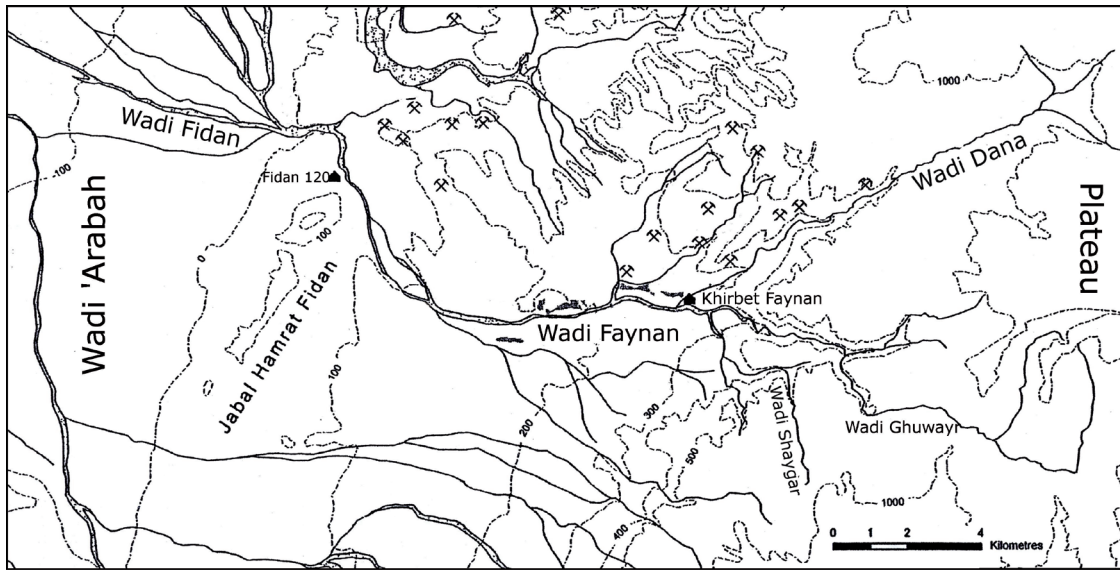 1000
Wadi Fidan
Wadi Dana
-100
Fidan 120
Wadi 'Arabah
Plateau
100
0
Khirbet Faynan
Wadi Faynan
Jabal Hamrat Fidan
100
300
Wadi Shaygar
Wadi Ghuwayr
200
500
1000
400
0 1 2 4
Kilometres